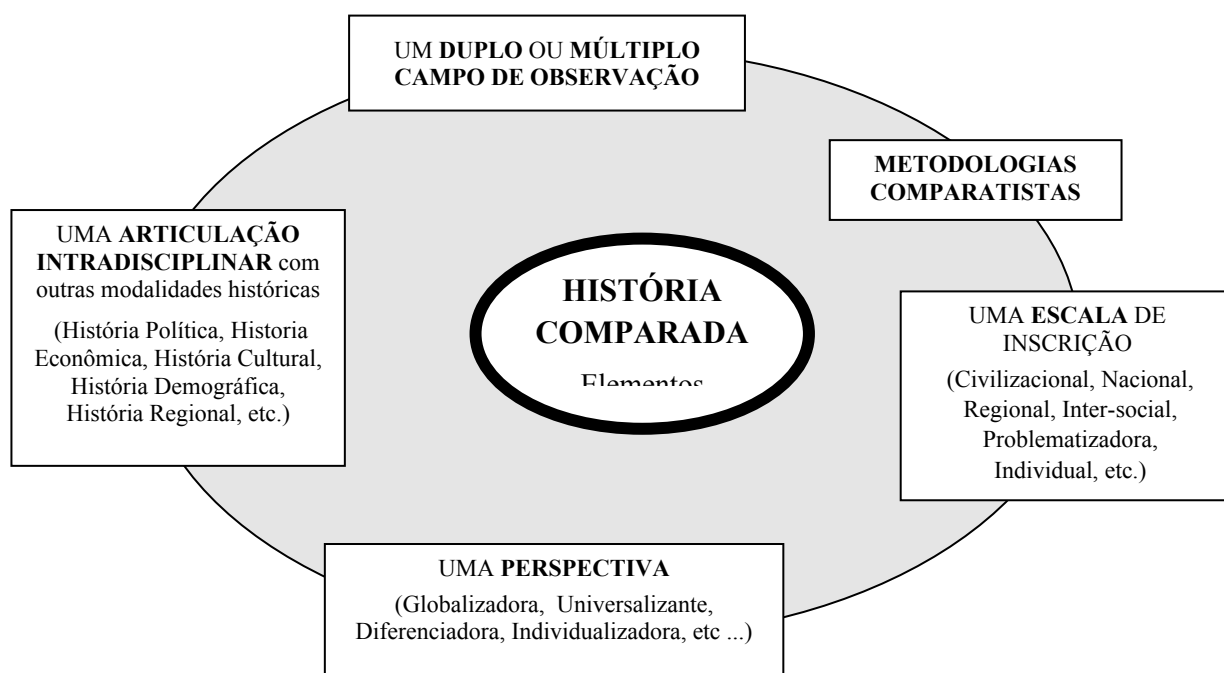 UM DUPLO OU MÚLTIPLO
CAMPO DE OBSERVAÇÃO
METODOLOGIAS
COMPARATISTAS
UMA ARTICULAÇÃO
INTRADISCIPLINAR com
outras modalidades históricas
(História Política, Historia
Econômica, História Cultural,
História Demográfica,
História Regional, etc.)
HISTÓRIA
COMPARADA
Elementos
UMA ESCALA DE
INSCRIÇÃO
(Civilizacional, Nacional,
Regional, Inter-social,
Problematizadora,
Individual, etc.)
UMA PERSPECTIVA
(Globalizadora, Universalizante,
Diferenciadora, Individualizadora, etc ...)